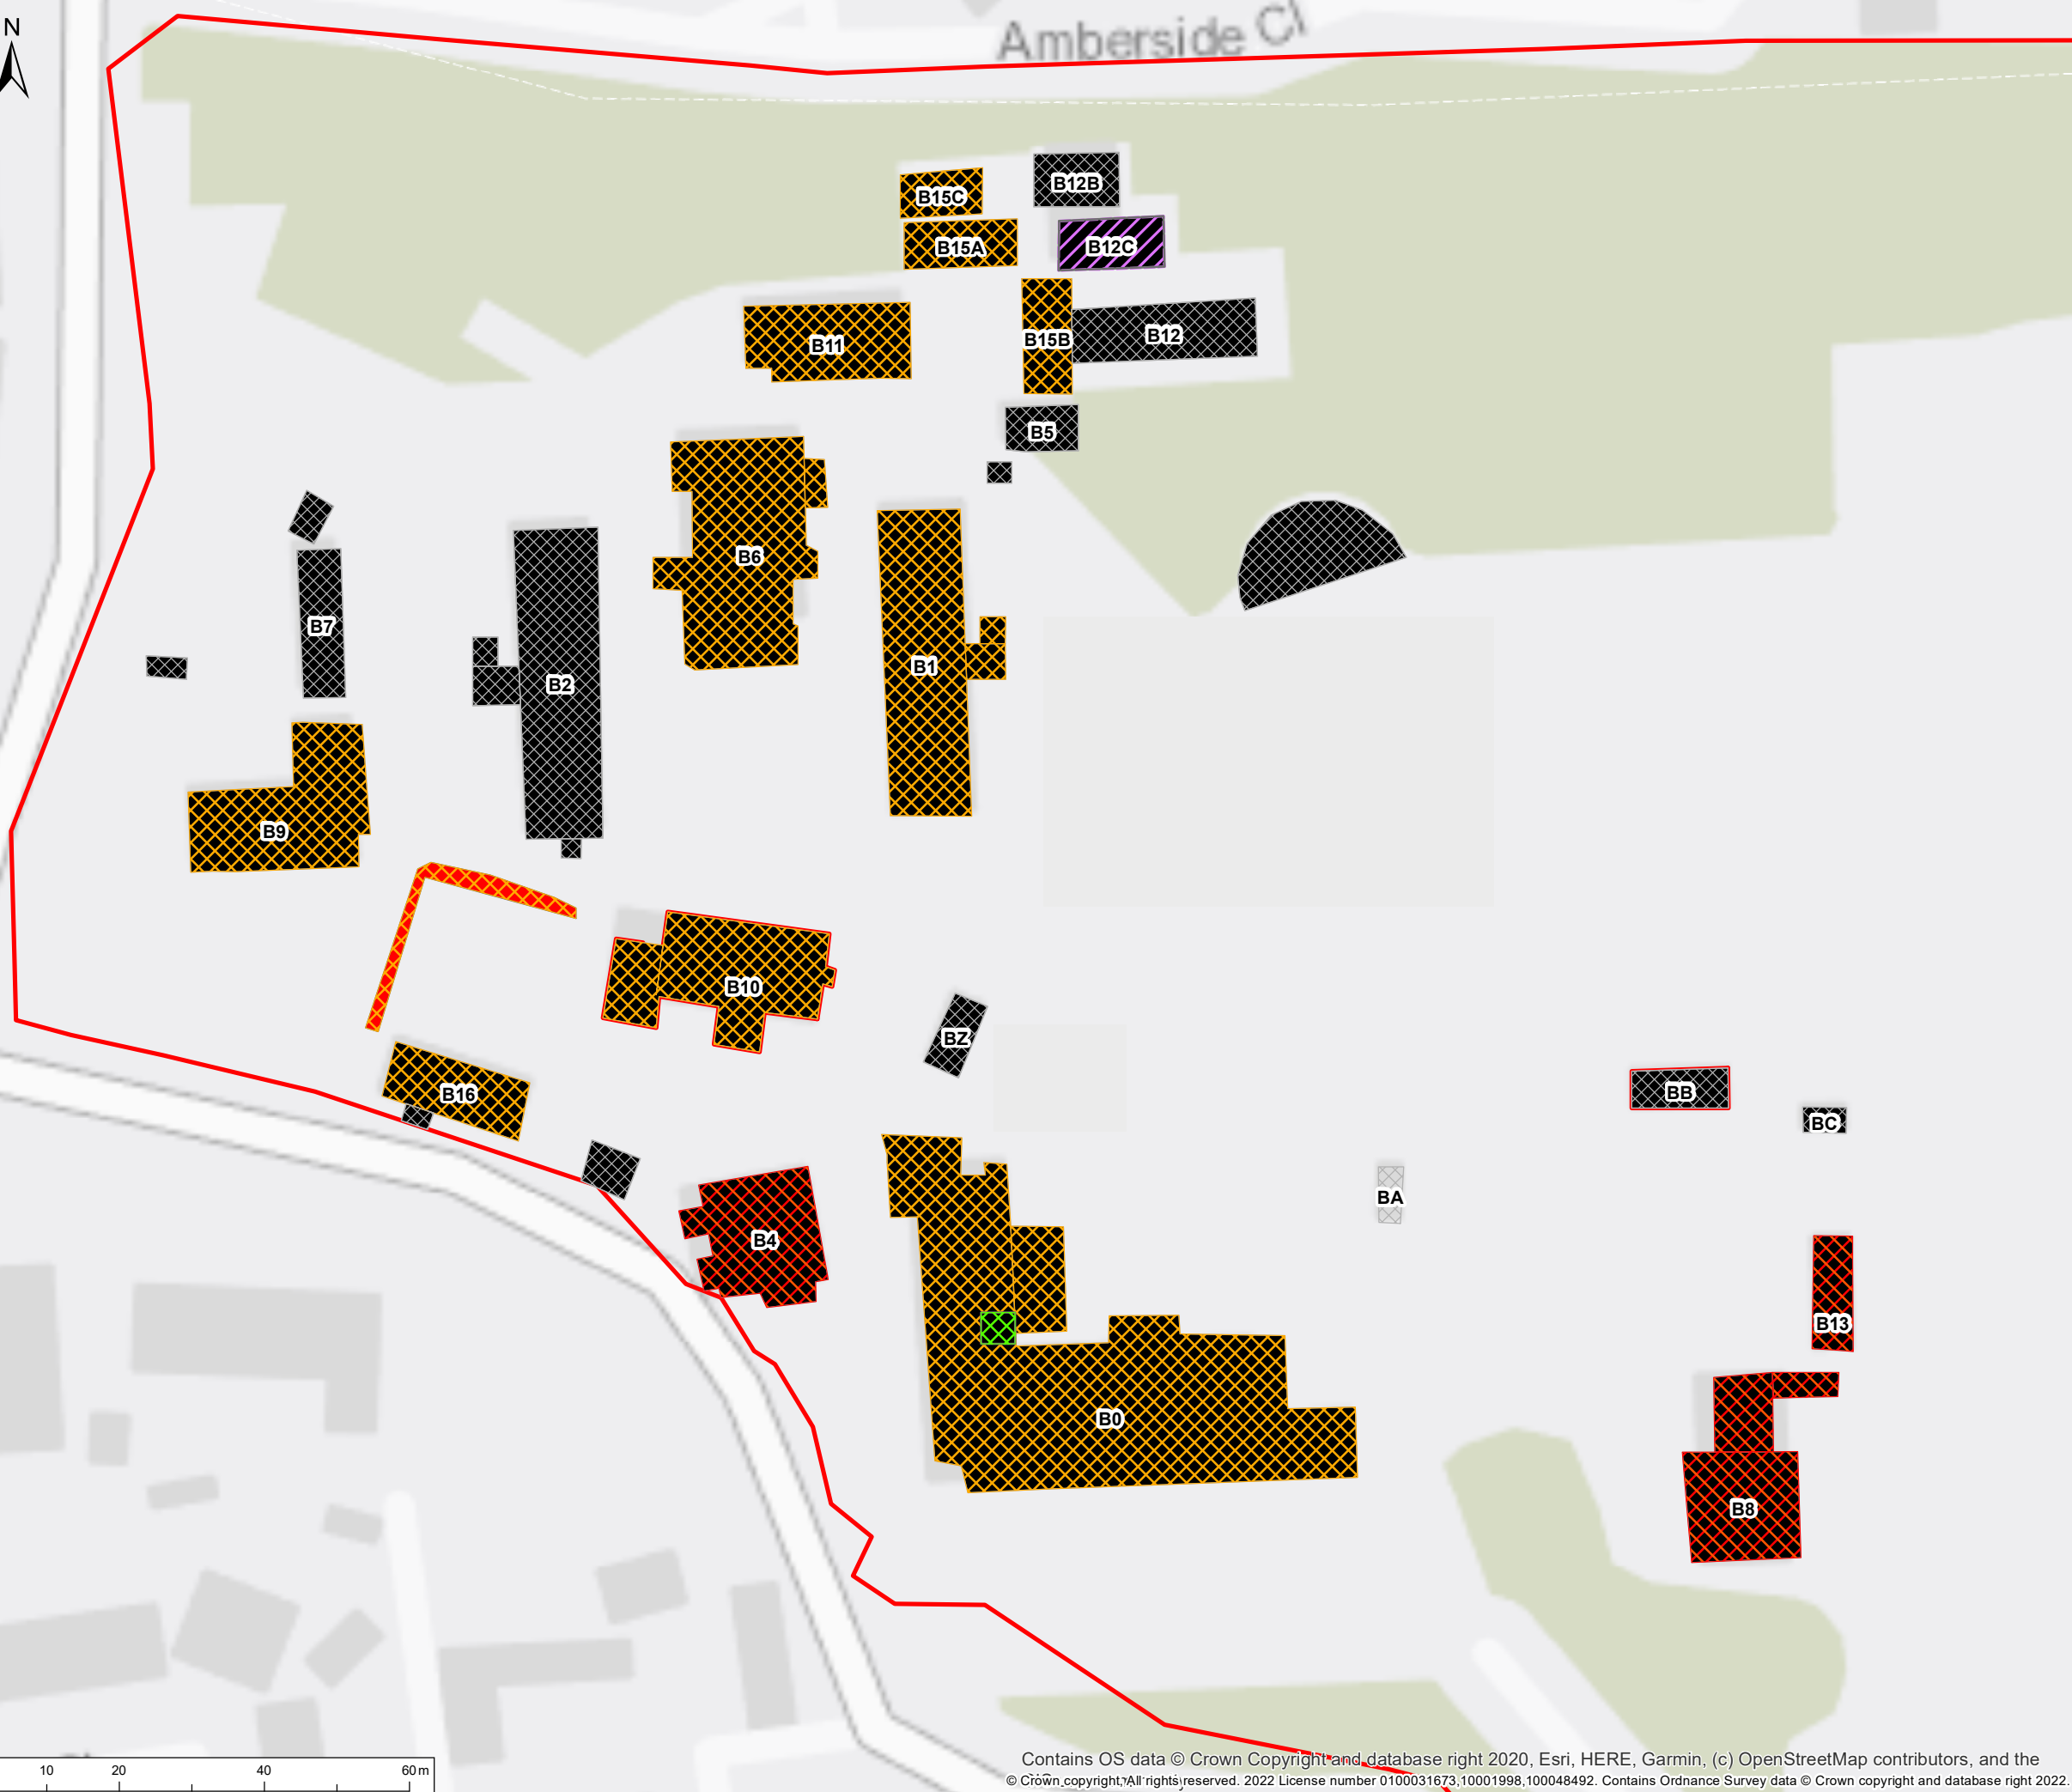 Amberside Cl
N
B15C
B12B
B15A
B12C
B11
B15B
B12
B5
B6
B7
B1
B2
B9
B10
BZ
B16
BB
BC
BA
B4
B13
B0
B8
Contains OS data © Crown Copyright and database right 2020, Esri, HERE, Garmin, (c) OpenStreetMap contributors, and the
© Crown copyright, All rights reserved. 2022 License number 0100031673,10001998,100048492. Contains Ordnance Survey data © Crown copyright and database right 2022
10 20 40 60 m